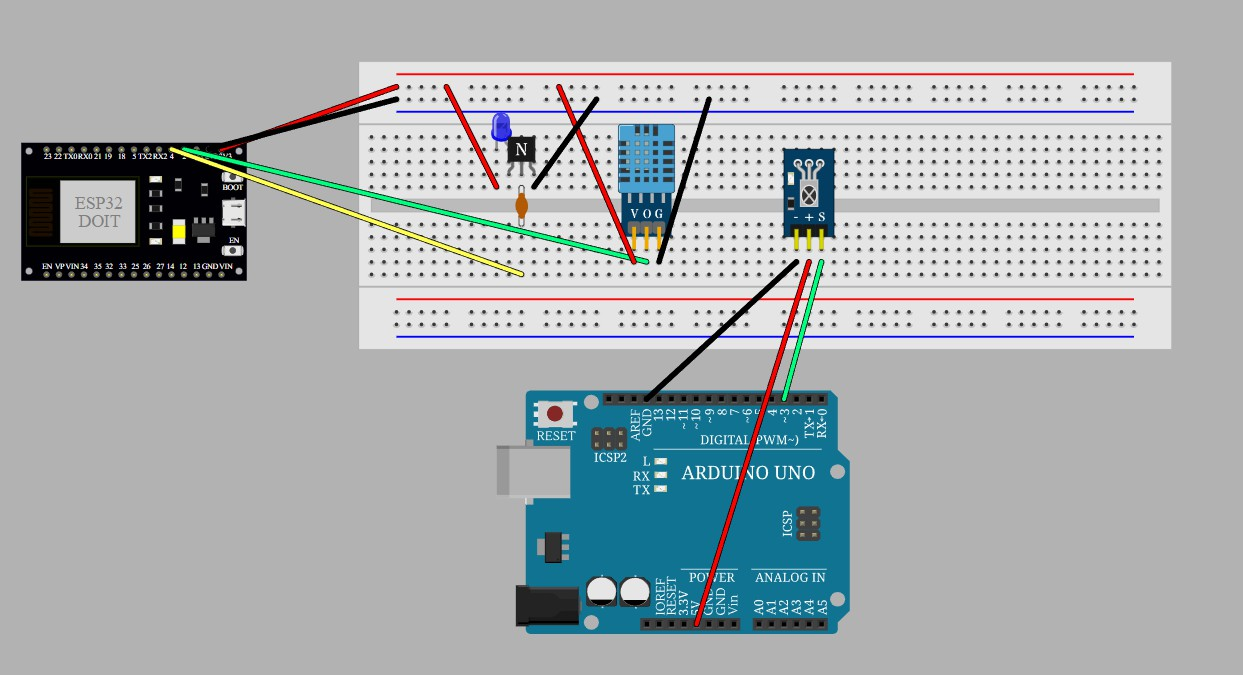 23 22 TX0 RX0 21 19 18 5 TX2 RX2 4
BOOT
ESP32
DOIT
EN
EN VP VN 34 35 32 33 25 26 27 14 12 13 GND VIN
N
V O G
- + S
RESET
ICSP2
AREF GND 13 12 ~11 ~10 ~9 8 7 ~6 4 ~3 2 TX→1 RX←0
DIGITAL (PWM~)
L
RX
TX
ARDUINO UNO
ICSP
POWER
ANALOG IN
IOREF RESET 3.3V 5V GND GND Vin
A0 A1 A2 A3 A4 A5